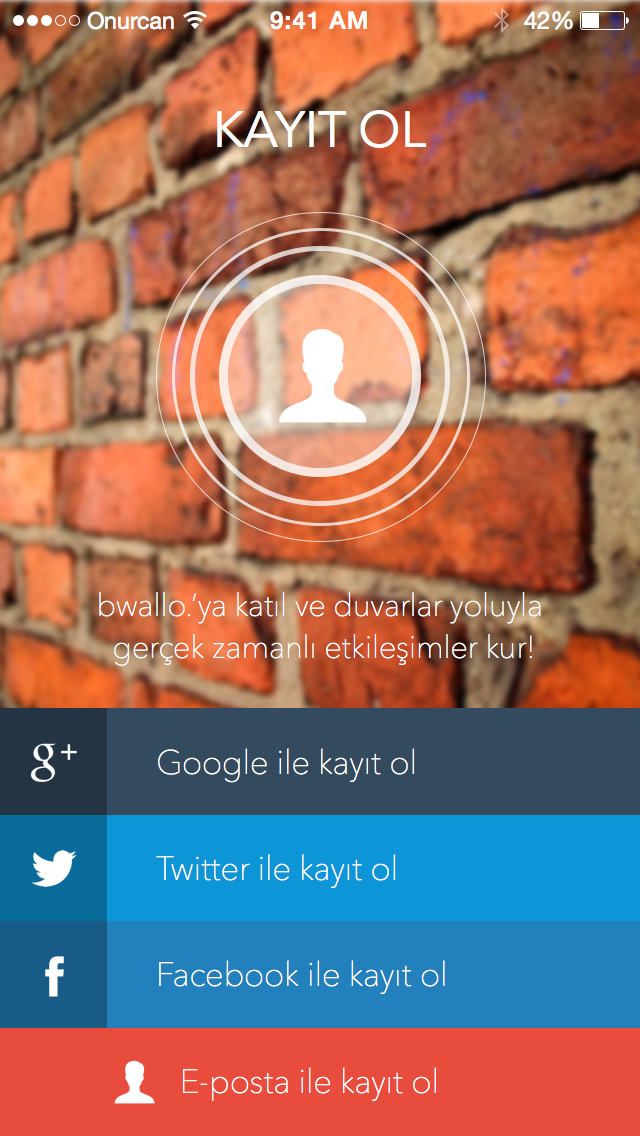 Onurcan 9:41 AM 42%
KAYIT OL
bwallo.'ya katıl ve duvarlar yoluyla
gerçek zamanlı etkileşimler kur!
g+ Google ile kayıt ol
Twitter ile kayıt ol
f Facebook ile kayıt ol
E-posta ile kayıt ol